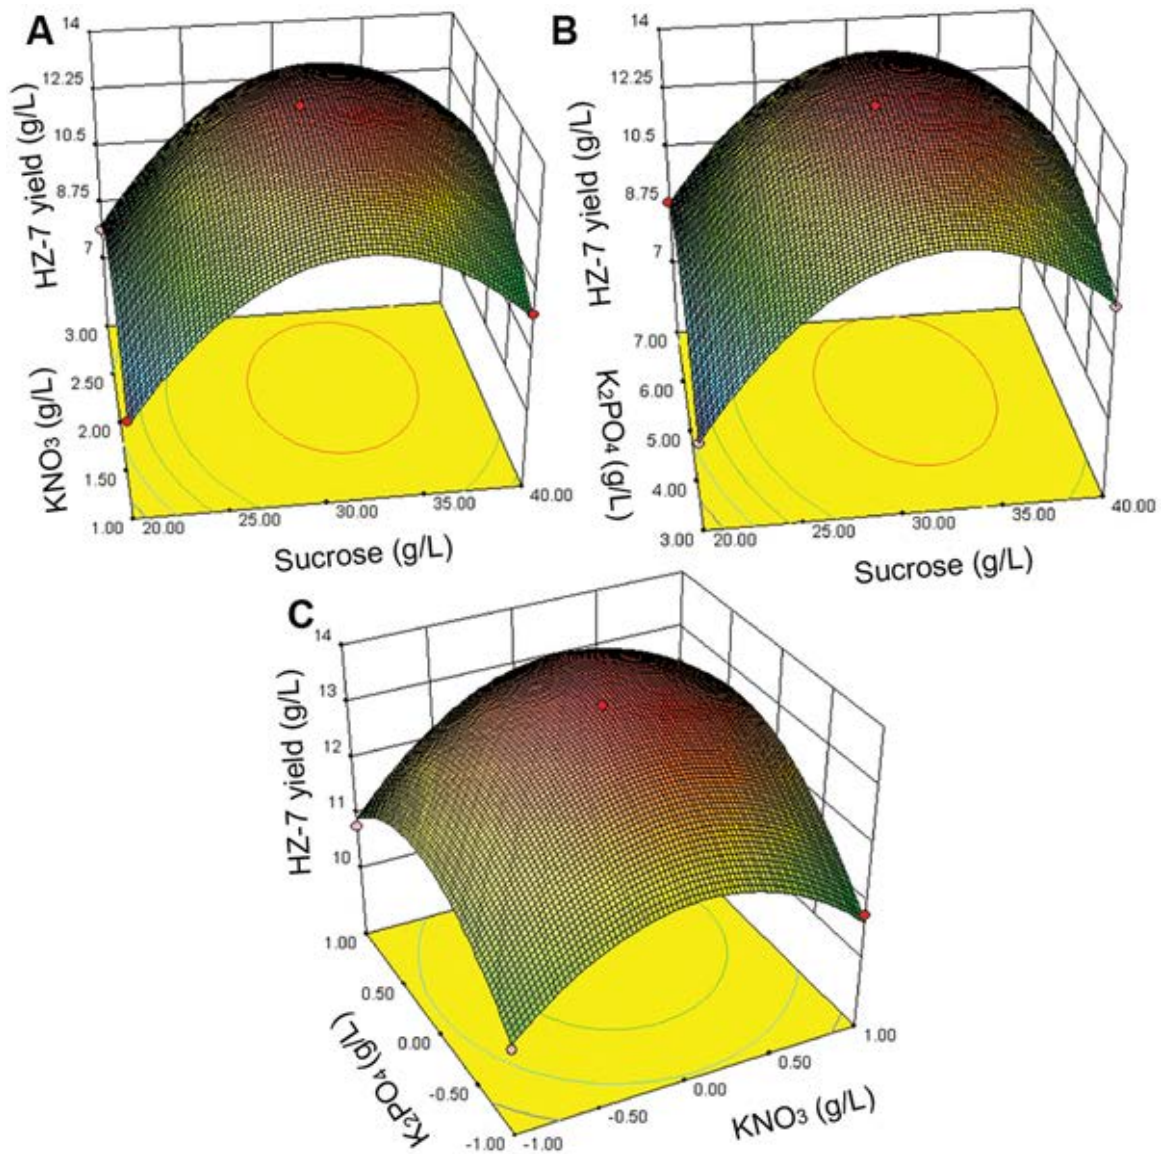 A
14
12.25
10.5
8.75
7
HZ-7 yield (g/L)
3.00
2.50
2.00
1.50
1.00
KNO3 (g/L)
20.00 25.00 30.00 35.00 40.00
Sucrose (g/L)
B
14
12.25
10.5
8.75
7
HZ-7 yield (g/L)
7.00
6.00
5.00
4.00
3.00
K2PO4 (g/L)
20.00 25.00 30.00 35.00 40.00
Sucrose (g/L)
C
14
13
12
11
10
HZ-7 yield (g/L)
1.00
0.50
0.00
-0.50
-1.00
K2PO4 (g/L)
-1.00 -0.50 0.00 0.50 1.00
KNO3 (g/L)